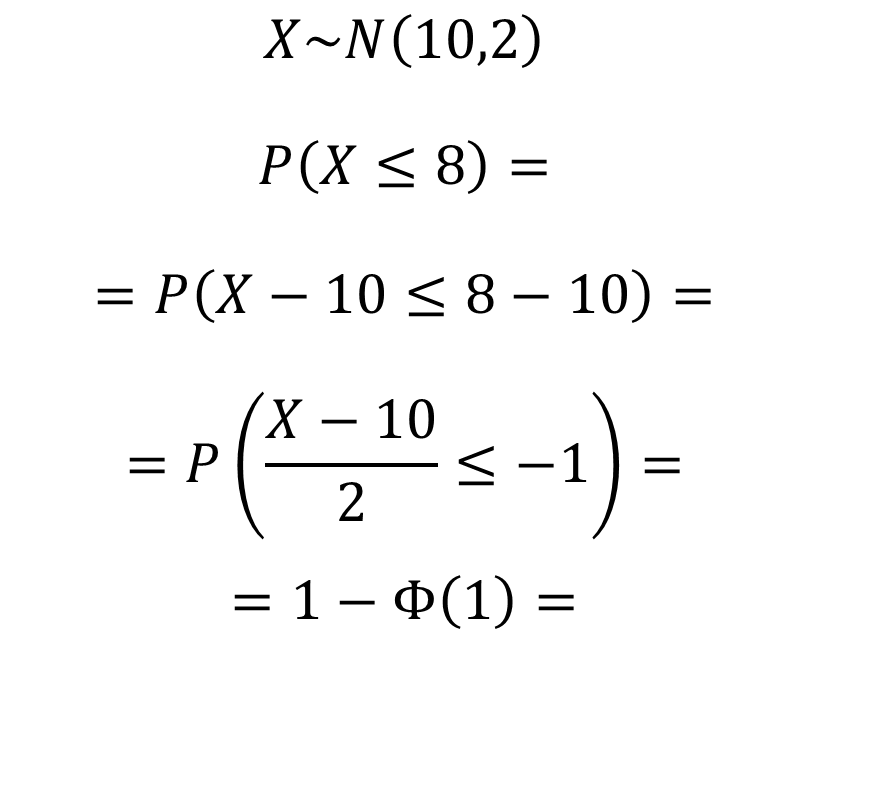 X~N(10,2)
P(X ≤ 8) =
= P(X − 10 ≤ 8 − 10) =
= P((X − 10)/2 ≤ −1) =
= 1 − Φ(1) =